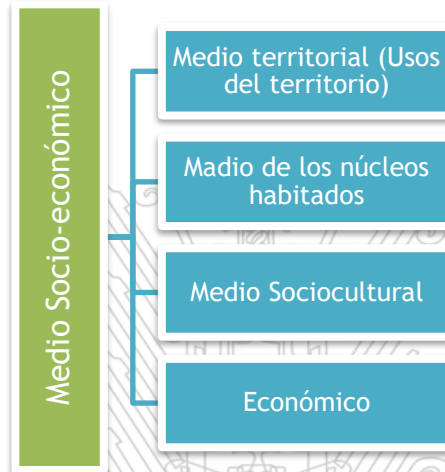 Medio Socio-económico
Medio territorial (Usos
del territorio)
Madio de los núcleos
habitados
Medio Sociocultural
Económico